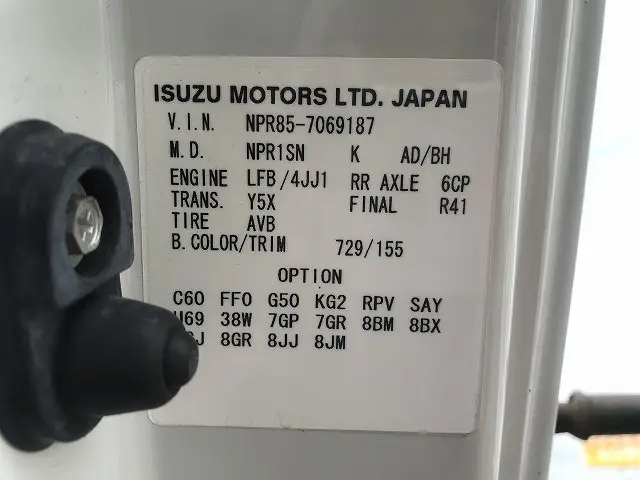 ISUZU MOTORS LTD. JAPAN
V.I.N. NPR85-7069187
M.D. NPR1SN K AD/BH
ENGINE LFB/4JJ1 RR AXLE 6CP
TRANS. Y5X FINAL R41
TIRE AVB
B.COLOR/TRIM 729/155
OPTION
C60 FF0 G50 KG2 RPV SAY
38W 7GP 7GR 8BM 8BX
8GR 8JJ 8JM